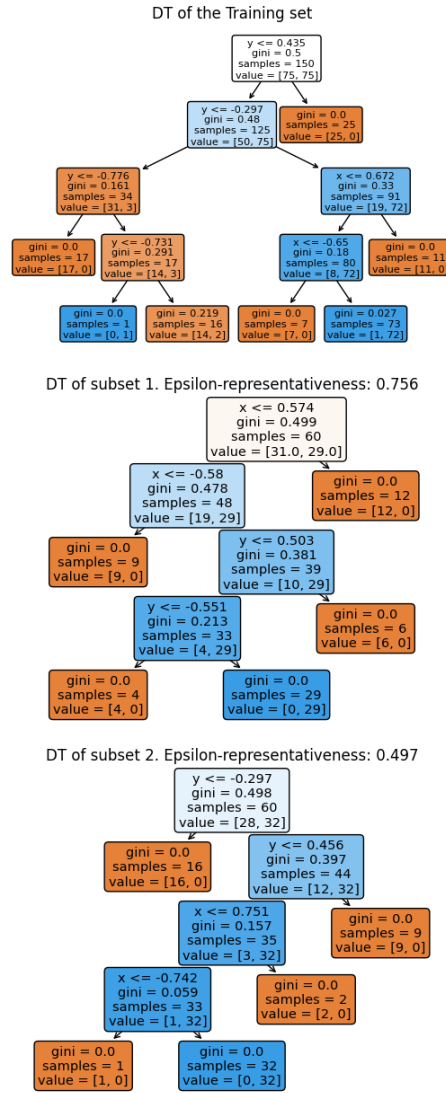 DT of the Training set
y <= 0.435
gini = 0.5
samples = 150
value = [75, 75]
y <= -0.297
gini = 0.48
samples = 125
value = [50, 75]
gini = 0.0
samples = 25
value = [25, 0]
y <= -0.776
gini = 0.161
samples = 34
value = [31, 3]
x <= 0.672
gini = 0.33
samples = 91
value = [19, 72]
gini = 0.0
samples = 17
value = [17, 0]
y <= -0.731
gini = 0.291
samples = 17
value = [14, 3]
x <= -0.65
gini = 0.18
samples = 80
value = [8, 72]
gini = 0.0
samples = 11
value = [11, 0]
gini = 0.0
samples = 1
value = [0, 1]
gini = 0.219
samples = 16
value = [14, 2]
gini = 0.0
samples = 7
value = [7, 0]
gini = 0.027
samples = 73
value = [1, 72]
DT of subset 1. Epsilon-representativeness: 0.756
x <= 0.574
gini = 0.499
samples = 60
value = [31.0, 29.0]
x <= -0.58
gini = 0.478
samples = 48
value = [19, 29]
gini = 0.0
samples = 12
value = [12, 0]
gini = 0.0
samples = 9
value = [9, 0]
y <= 0.503
gini = 0.381
samples = 39
value = [10, 29]
y <= -0.551
gini = 0.213
samples = 33
value = [4, 29]
gini = 0.0
samples = 6
value = [6, 0]
gini = 0.0
samples = 4
value = [4, 0]
gini = 0.0
samples = 29
value = [0, 29]
DT of subset 2. Epsilon-representativeness: 0.497
y <= -0.297
gini = 0.498
samples = 60
value = [28, 32]
gini = 0.0
samples = 16
value = [16, 0]
y <= 0.456
gini = 0.397
samples = 44
value = [12, 32]
x <= 0.751
gini = 0.157
samples = 35
value = [3, 32]
gini = 0.0
samples = 9
value = [9, 0]
x <= -0.742
gini = 0.059
samples = 33
value = [1, 32]
gini = 0.0
samples = 2
value = [2, 0]
gini = 0.0
samples = 1
value = [1, 0]
gini = 0.0
samples = 32
value = [0, 32]